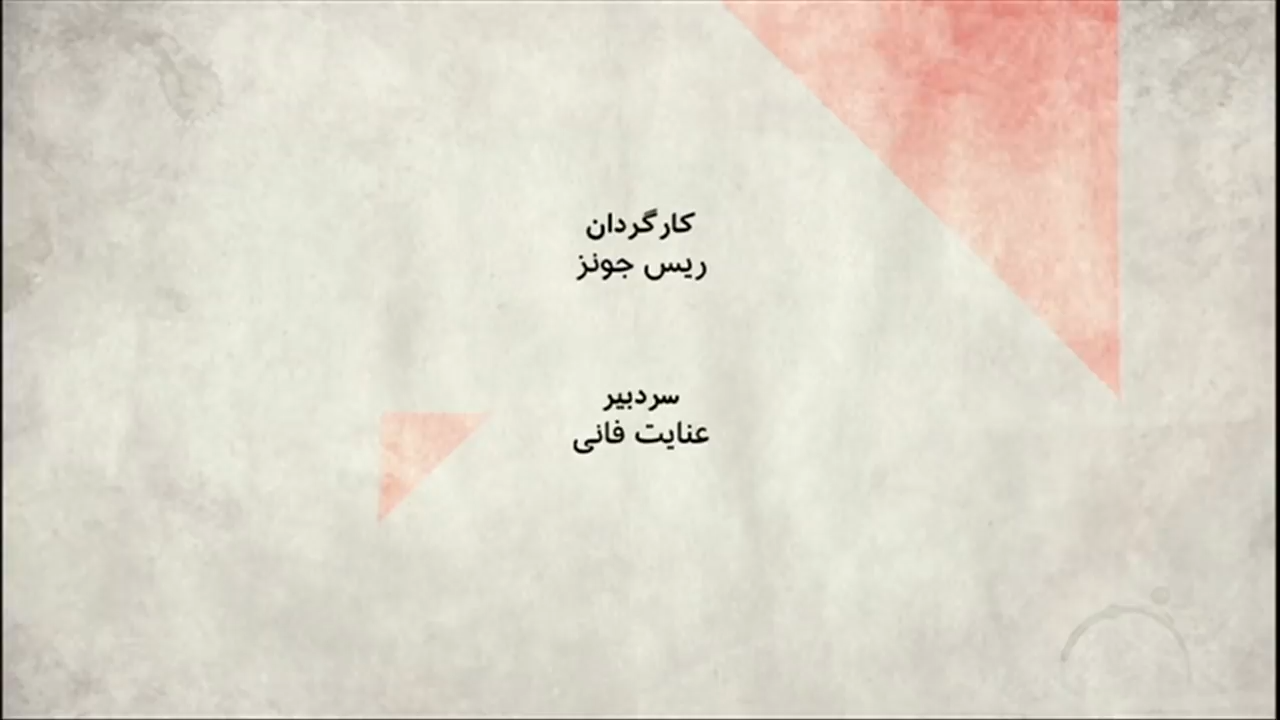 کارگردان
ریس جونز
سردبیر
عنایت فانی